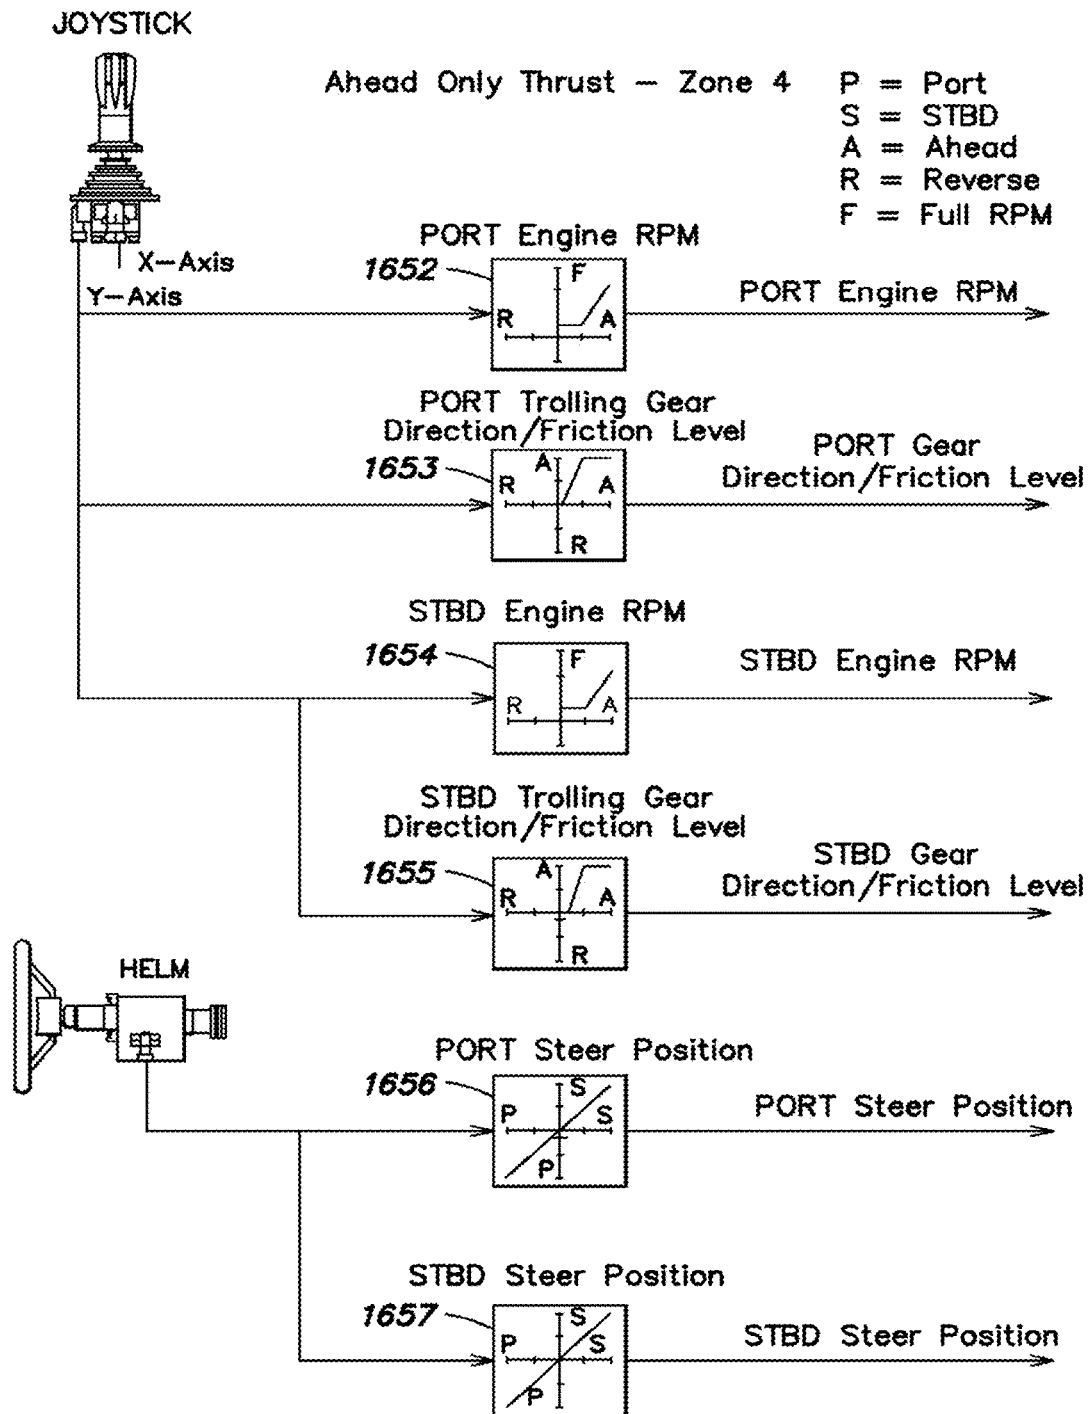 JOYSTICK
Ahead Only Thrust – Zone 4
P = Port
S = STBD
A = Ahead
R = Reverse
F = Full RPM
X–Axis
Y–Axis
PORT Engine RPM
1652
F
R
A
PORT Engine RPM
PORT Trolling Gear
Direction/Friction Level
1653
A
R
A
R
PORT Gear
Direction/Friction Level
STBD Engine RPM
1654
F
R
A
STBD Engine RPM
STBD Trolling Gear
Direction/Friction Level
1655
A
R
A
R
STBD Gear
Direction/Friction Level
HELM
PORT Steer Position
1656
S
P
S
P
PORT Steer Position
STBD Steer Position
1657
S
P
S
P
STBD Steer Position